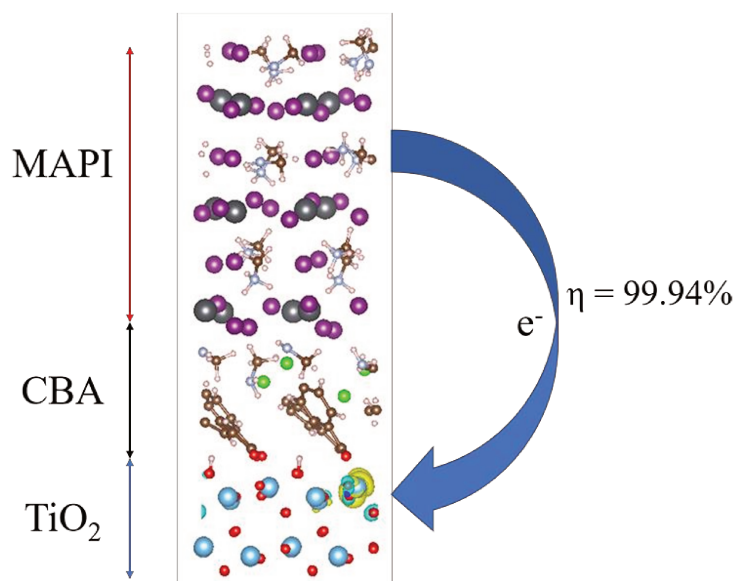 MAPI
η = 99.94%
e⁻
CBA
TiO₂